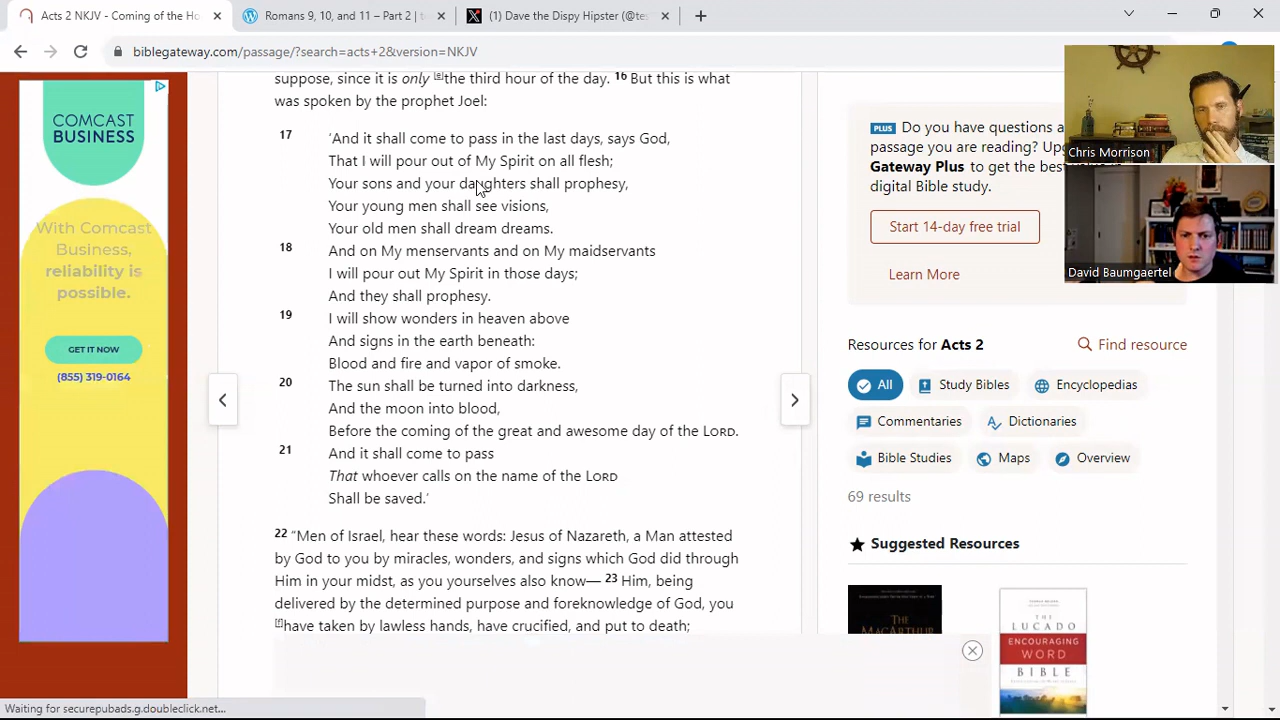 Acts 2 NKJV - Coming of the Ho
Romans 9, 10, and 11 – Part 2 | t
Dave the Dispy Hipster (@tes
biblegateway.com/passage/?search=acts+2&version=NKJV
COMCAST
BUSINESS
With Comcast
Business,
reliability is
possible.
GET IT NOW
(855) 319-0164
suppose, since it is only the third hour of the day. 16 But this is what
was spoken by the prophet Joel:
17 ‘And it shall come to pass in the last days, says God,
That I will pour out of My Spirit on all flesh;
Your sons and your daughters shall prophesy,
Your young men shall see visions,
Your old men shall dream dreams.
18 And on My menservants and on My maidservants
I will pour out My Spirit in those days;
And they shall prophesy.
19 I will show wonders in heaven above
And signs in the earth beneath:
Blood and fire and vapor of smoke.
20 The sun shall be turned into darkness,
And the moon into blood,
Before the coming of the great and awesome day of the LORD.
21 And it shall come to pass
That whoever calls on the name of the LORD
Shall be saved.’
22 “Men of Israel, hear these words: Jesus of Nazareth, a Man attested
by God to you by miracles, wonders, and signs which God did through
Him in your midst, as you yourselves also know— 23 Him, being
delivered by the determined purpose and foreknowledge of God, you
have taken by lawless hands, have crucified, and put to death;
PLUS Do you have questions a
passage you are reading? Up
Gateway Plus to get the bes
digital Bible study.
Start 14-day free trial
Learn More
Chris Morrison
David Baumgaertel
Resources for Acts 2
Find resource
All
Study Bibles
Encyclopedias
Commentaries
Dictionaries
Bible Studies
Maps
Overview
69 results
Suggested Resources
THE
MACARTHUR
THE
LUCADO
ENCOURAGING
WORD
BIBLE
Waiting for securepubads.g.doubleclick.net...